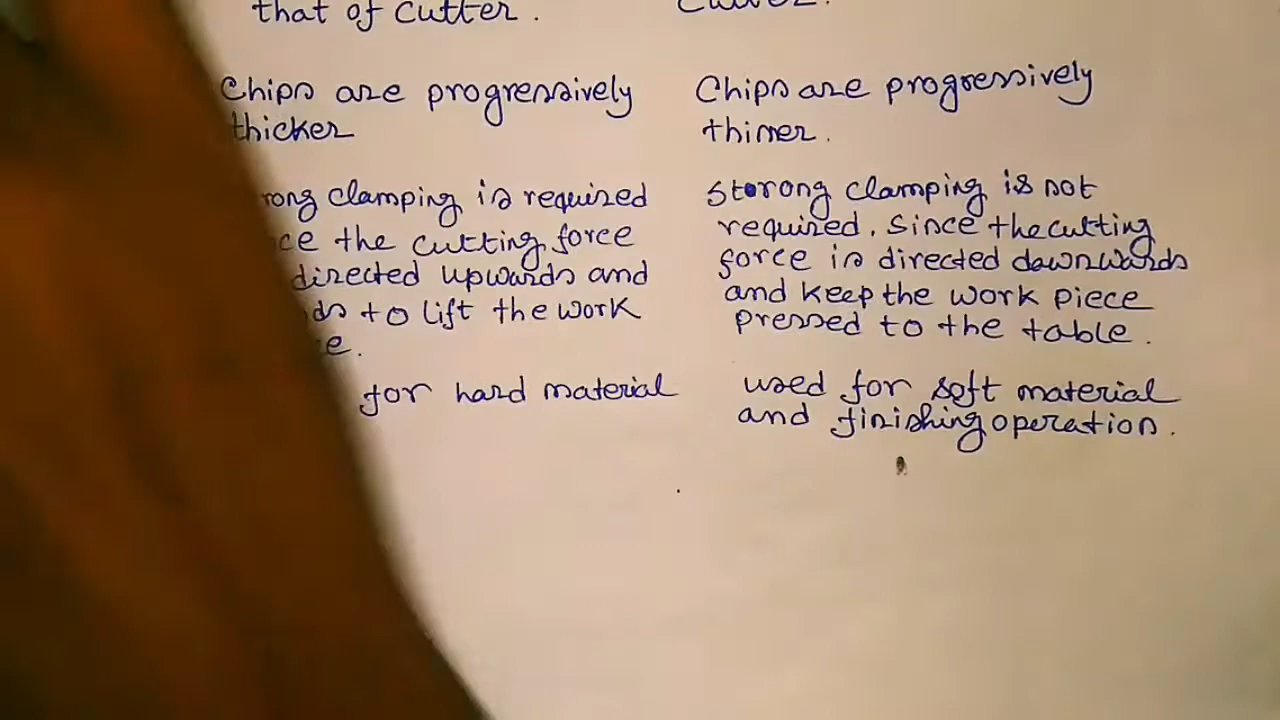 that of cutter.
Chips are progressively
thicker
clamping is required
the cutting force
directed upwards and
to lift the work
for hard material
Chips are progressively
thinner.
Strong clamping is not
required. Since the cutting
force is directed downwards
and keep the work piece
pressed to the table.
used for soft material
and finishing operation.